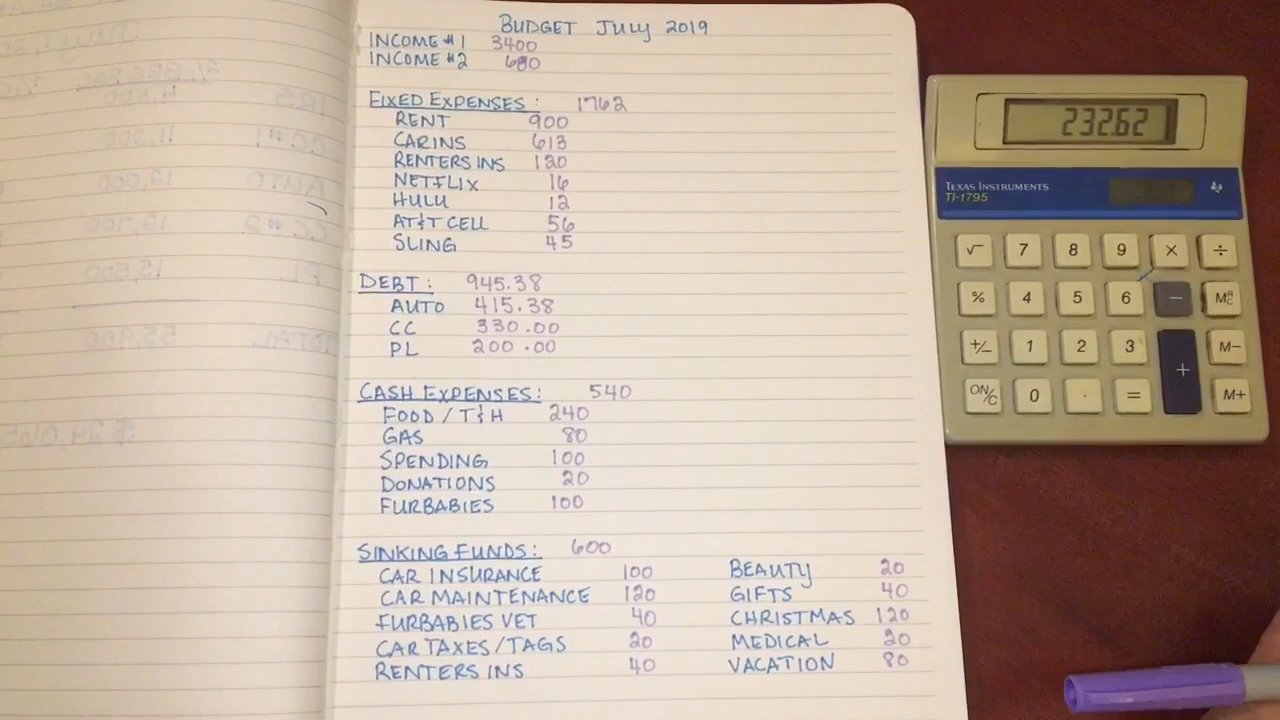 BUDGET JULY 2019
INCOME #1 3400
INCOME #2 680
FIXED EXPENSES: 1762
RENT 900
CAR INS 613
RENTERS INS 120
NETFLIX 16
HULU 12
AT&T CELL 56
SLING 45
DEBT: 945.38
AUTO 415.38
CC 330.00
PL 200.00
CASH EXPENSES: 540
FOOD / T&H 240
GAS 80
SPENDING 100
DONATIONS 20
FURBABIES 100
SINKING FUNDS: 600
CAR INSURANCE 100 BEAUTY 20
CAR MAINTENANCE 120 GIFTS 40
FURBABIES VET 40 CHRISTMAS 120
CAR TAXES/TAGS 20 MEDICAL 20
RENTERS INS 40 VACATION 80
232.62
TEXAS INSTRUMENTS
TI-1795
√ 7 8 9 × ÷
% 4 5 6 −
+/− 1 2 3 + M−
ON/C 0 . = M+